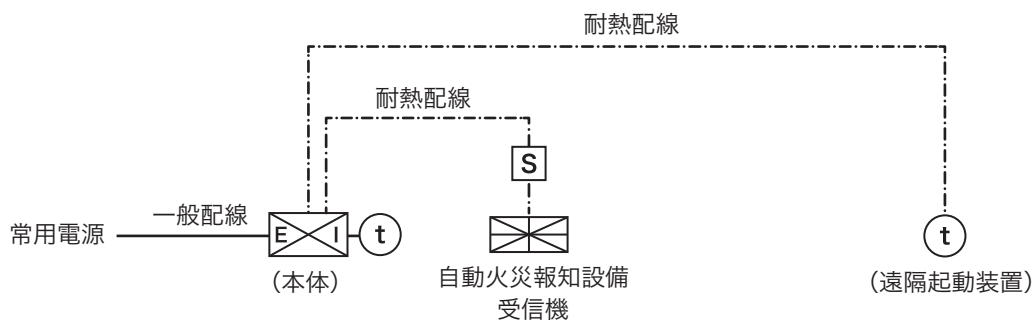 耐熱配線
耐熱配線
S
一般配線
常用電源
E I t
t
（本体）
自動火災報知設備
受信機
（遠隔起動装置）